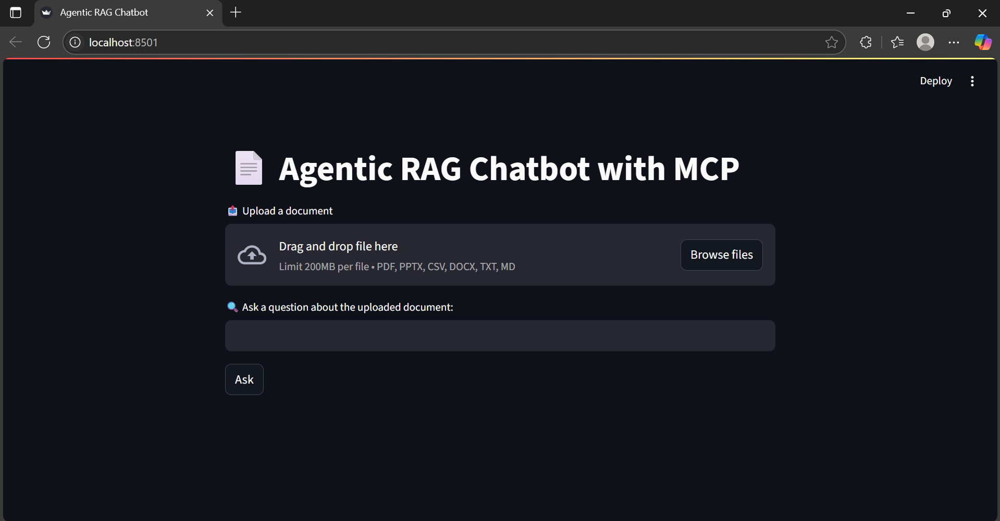 Agentic RAG Chatbot
localhost:8501
Deploy
Agentic RAG Chatbot with MCP
Upload a document
Drag and drop file here
Limit 200MB per file • PDF, PPTX, CSV, DOCX, TXT, MD
Browse files
Ask a question about the uploaded document:
Ask